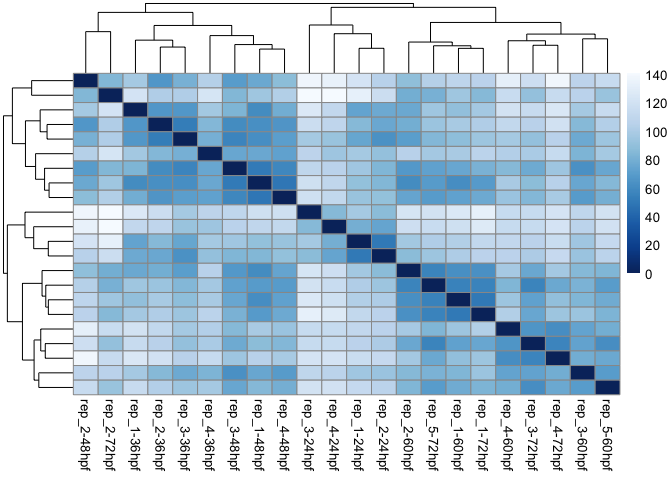 140
120
100
80
60
40
20
0
rep_2-48hpf
rep_2-72hpf
rep_1-36hpf
rep_2-36hpf
rep_3-36hpf
rep_4-36hpf
rep_3-48hpf
rep_1-48hpf
rep_4-48hpf
rep_3-24hpf
rep_4-24hpf
rep_1-24hpf
rep_2-24hpf
rep_2-60hpf
rep_5-72hpf
rep_1-60hpf
rep_1-72hpf
rep_4-60hpf
rep_3-72hpf
rep_4-72hpf
rep_3-60hpf
rep_5-60hpf